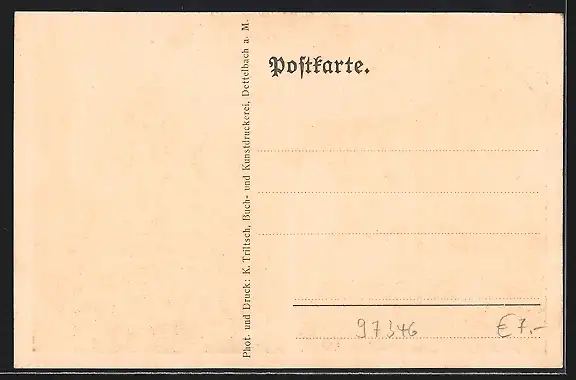 Phot. und Druck: K. Triltsch, Buch- und Kunstdruckerei, Dettelbach a. M.
Postkarte.
97346
€ 7,-